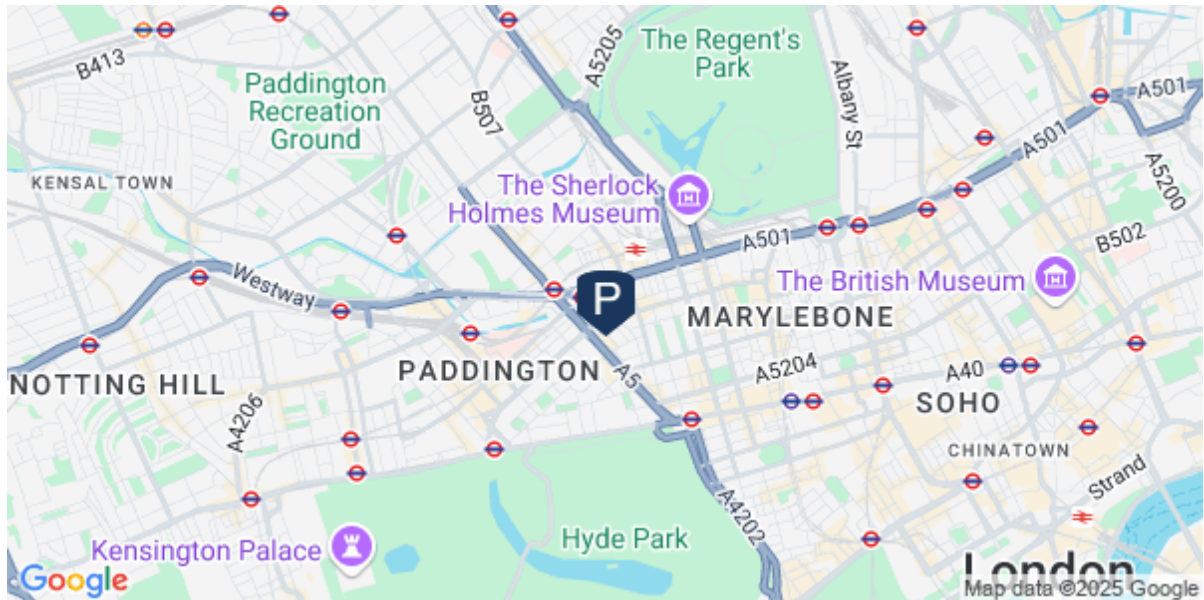 The Regent's
Park
A5205
B413
Albany St
A501
Paddington
Recreation
Ground
B507
A501
KENSAL TOWN
The Sherlock
Holmes Museum
A5200
A501
B502
Westway
P
The British Museum
MARYLEBONE
PADDINGTON
A5
A5204
A40
NOTTING HILL
SOHO
A4206
CHINATOWN
Strand
A4202
Hyde Park
Kensington Palace
London
Google
Map data ©2025 Google